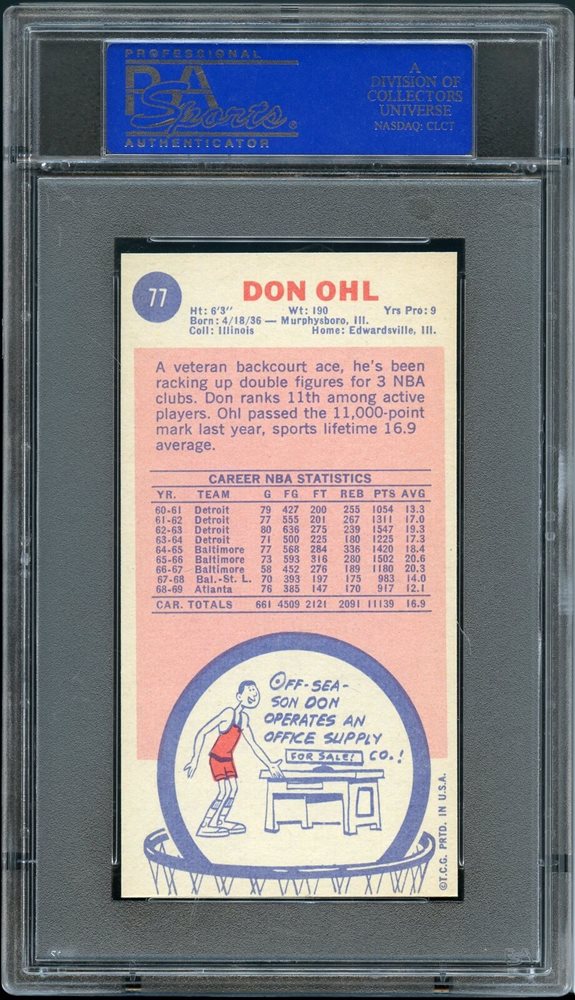 PROFESSIONAL
PSA
Sports®
AUTHENTICATOR
A
DIVISION OF
COLLECTORS
UNIVERSE
NASDAQ: CLCT
77
DON OHL
Ht: 6'3" Wt: 190 Yrs Pro: 9
Born: 4/18/36 — Murphysboro, Ill.
Coll: Illinois Home: Edwardsville, Ill.
A veteran backcourt ace, he's been
racking up double figures for 3 NBA
clubs. Don ranks 11th among active
players. Ohl passed the 11,000-point
mark last year, sports lifetime 16.9
average.
CAREER NBA STATISTICS
YR. TEAM G FG FT REB PTS AVG
60-61 Detroit 79 427 200 255 1054 13.3
61-62 Detroit 77 555 201 267 1311 17.0
62-63 Detroit 80 636 275 239 1547 19.3
63-64 Detroit 71 500 225 180 1225 17.3
64-65 Baltimore 77 568 284 336 1420 18.4
65-66 Baltimore 73 593 316 280 1502 20.6
66-67 Baltimore 58 452 276 189 1180 20.3
67-68 Bal.-St. L. 70 393 197 175 983 14.0
68-69 Atlanta 76 385 147 170 917 12.1
CAR. TOTALS 661 4509 2121 2091 11139 16.9
OFF-SEA-
SON DON
OPERATES AN
OFFICE SUPPLY
FOR SALE! CO.!
©T.C.G. PRTD. IN U.S.A.